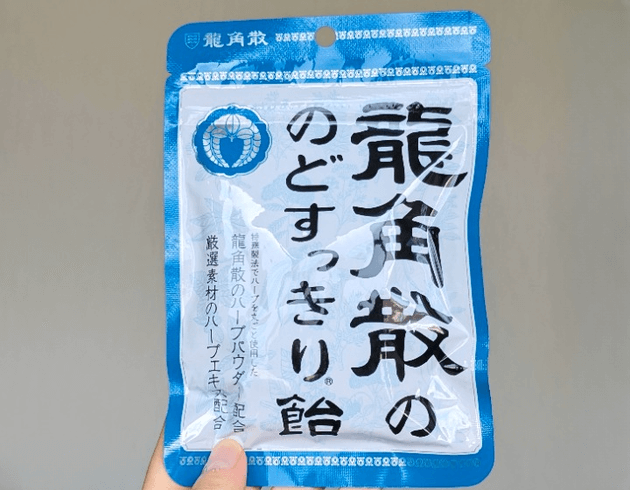 龍角散
龍角散の
のどすっきり®飴
特殊製法でハーブをまるごと使用した
龍角散のハーブパウダー配合
厳選素材のハーブエキス配合